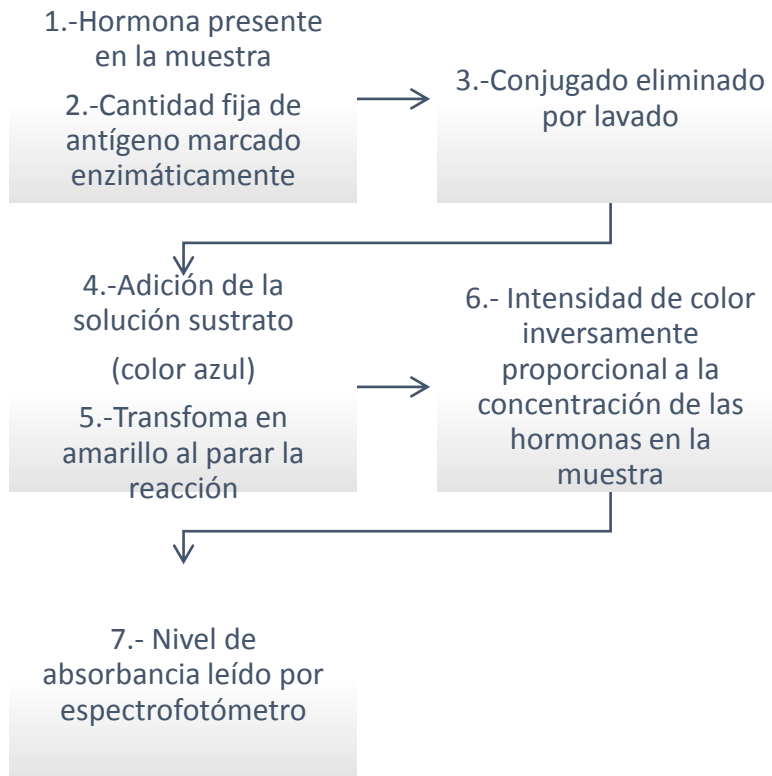 1.-Hormona presente
en la muestra
2.-Cantidad fija de
antígeno marcado
enzimáticamente
3.-Conjugado eliminado
por lavado
4.-Adición de la
solución sustrato
(color azul)
5.-Transfoma en
amarillo al parar la
reacción
6.- Intensidad de color
inversamente
proporcional a la
concentración de las
hormonas en la
muestra
7.- Nivel de
absorbancia leído por
espectrofotómetro